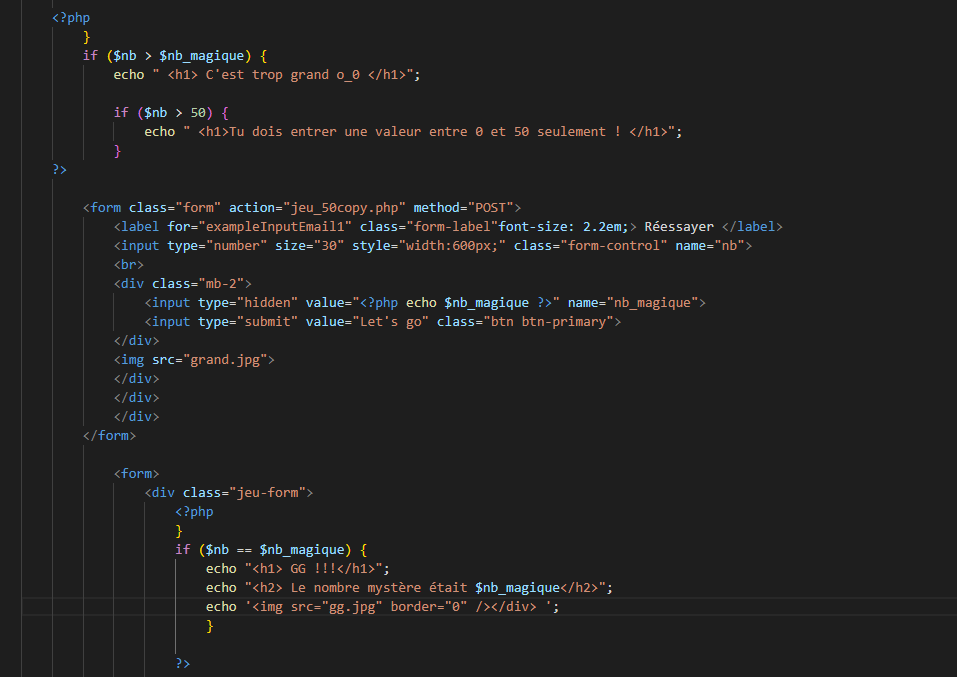 <?php
}
if ($nb > $nb_magique) {
echo " <h1> C'est trop grand o_0 </h1>";
if ($nb > 50) {
echo " <h1>Tu dois entrer une valeur entre 0 et 50 seulement ! </h1>";
}
?>
<form class="form" action="jeu_50copy.php" method="POST">
<label for="exampleInputEmail1" class="form-label"font-size: 2.2em;> Réessayer </label>
<input type="number" size="30" style="width:600px;" class="form-control" name="nb">
<br>
<div class="mb-2">
<input type="hidden" value="<?php echo $nb_magique ?>" name="nb_magique">
<input type="submit" value="Let's go" class="btn btn-primary">
</div>
<img src="grand.jpg">
</div>
</div>
</div>
</form>
<form>
<div class="jeu-form">
<?php
}
if ($nb == $nb_magique) {
echo "<h1> GG !!!</h1>";
echo "<h2> Le nombre mystère était $nb_magique</h2>";
echo '<img src="gg.jpg" border="0" /></div> ';
}
?>